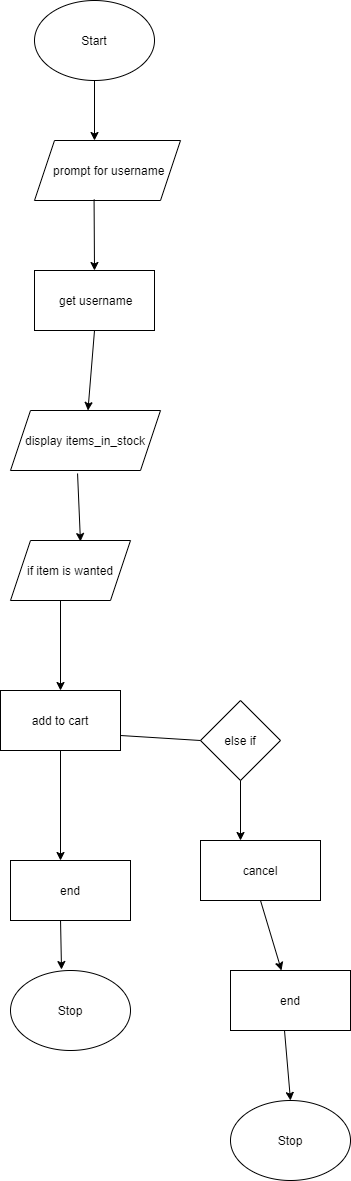 Start
prompt for username
get username
display items_in_stock
if item is wanted
add to cart
else if
cancel
end
end
Stop
Stop